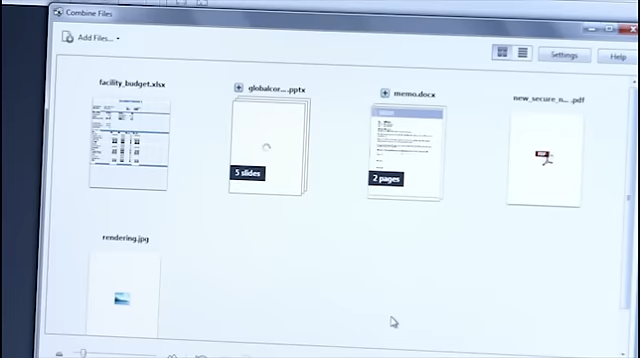 Combine Files
Add Files...
Settings
Help
facility_budget.xlsx
globalcor....pptx
memo.docx
new_secure_n... .pdf
5 slides
2 pages
rendering.jpg